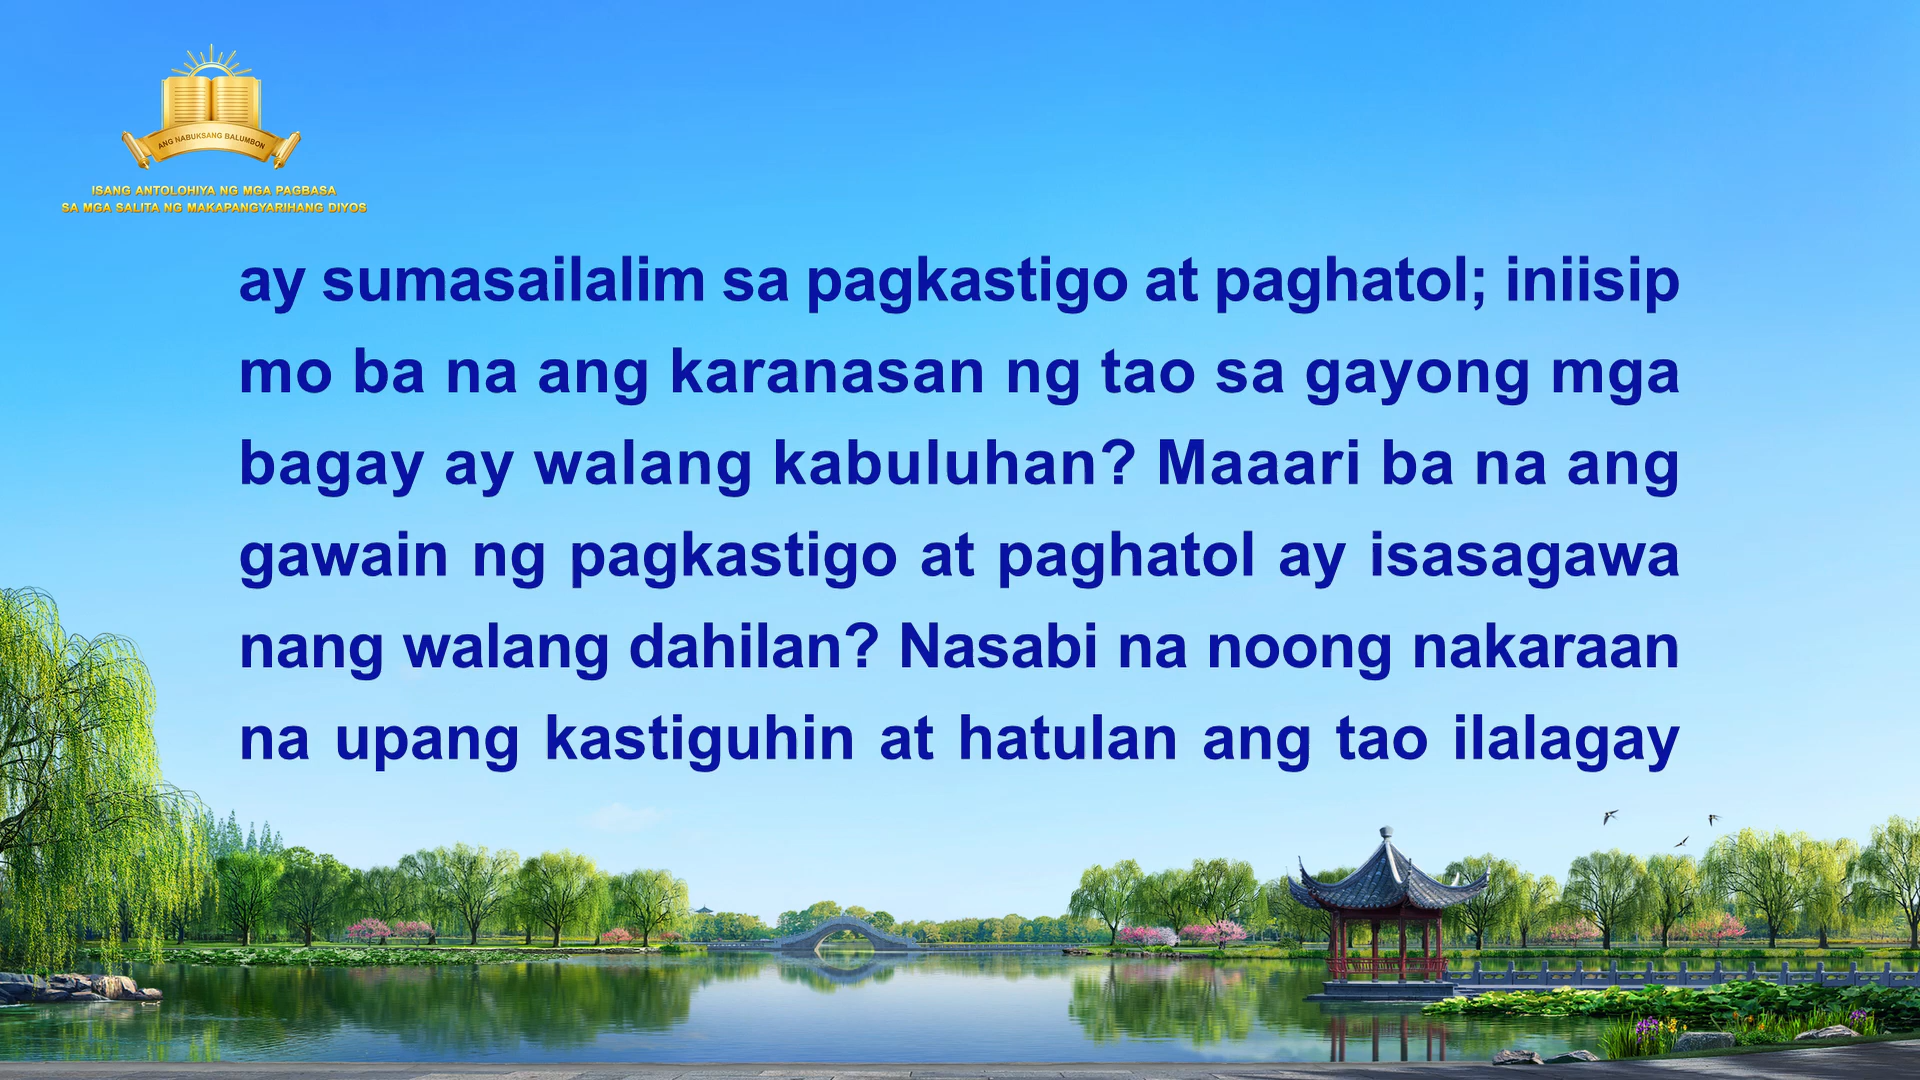 ANG NABUKSANG BALUMBON
ISANG ANTOLOHIYA NG MGA PAGBASA
SA MGA SALITA NG MAKAPANGYARIHANG DIYOS
ay sumasailalim sa pagkastigo at paghatol; iniisip
mo ba na ang karanasan ng tao sa gayong mga
bagay ay walang kabuluhan? Maaari ba na ang
gawain ng pagkastigo at paghatol ay isasagawa
nang walang dahilan? Nasabi na noong nakaraan
na upang kastiguhin at hatulan ang tao ilalagay